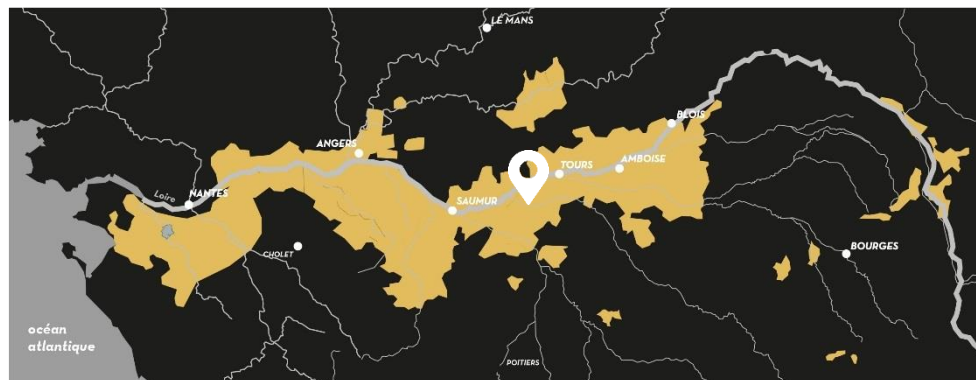 LE MANS
ANGERS
BLOIS
TOURS
AMBOISE
Loire
NANTES
SAUMUR
CHOLET
BOURGES
océan
atlantique
POITIERS